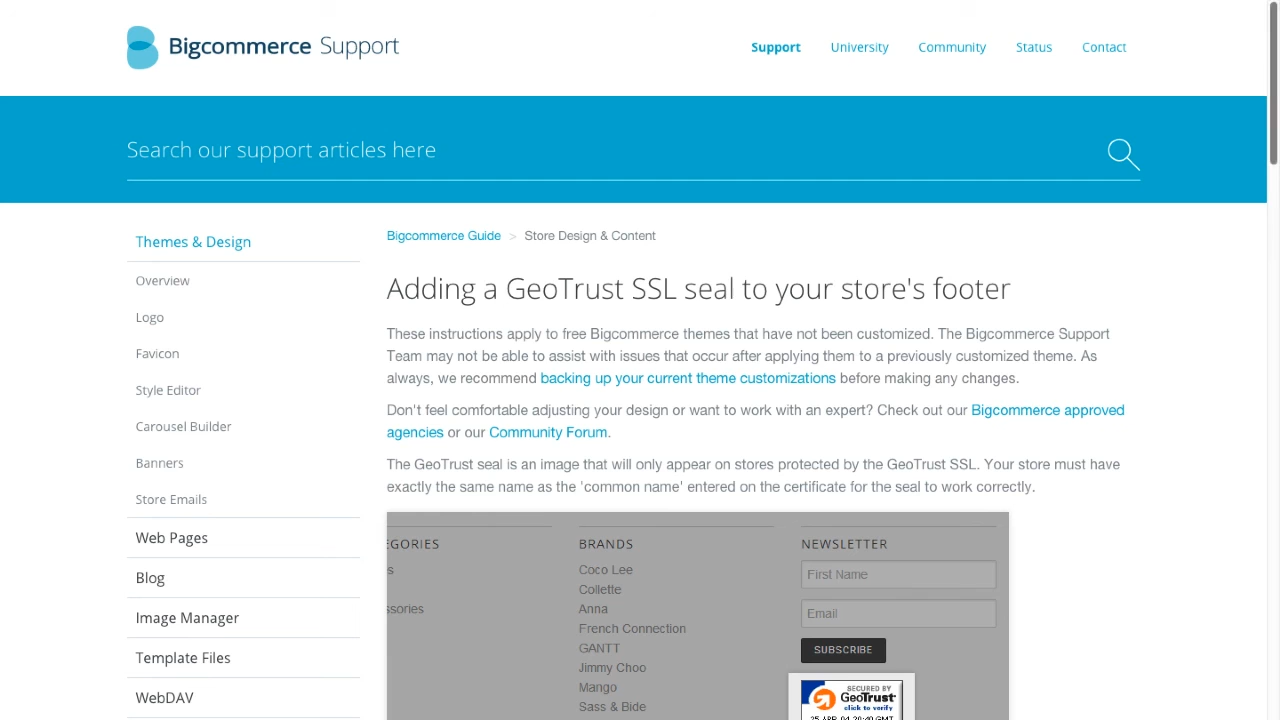 Bigcommerce Support
Support
University
Community
Status
Contact
Search our support articles here
Themes & Design
Overview
Logo
Favicon
Style Editor
Carousel Builder
Banners
Store Emails
Web Pages
Blog
Image Manager
Template Files
WebDAV
Bigcommerce Guide > Store Design & Content
Adding a GeoTrust SSL seal to your store's footer
These instructions apply to free Bigcommerce themes that have not been customized. The Bigcommerce Support
Team may not be able to assist with issues that occur after applying them to a previously customized theme. As
always, we recommend backing up your current theme customizations before making any changes.
Don't feel comfortable adjusting your design or want to work with an expert? Check out our Bigcommerce approved
agencies or our Community Forum.
The GeoTrust seal is an image that will only appear on stores protected by the GeoTrust SSL. Your store must have
exactly the same name as the 'common name' entered on the certificate for the seal to work correctly.
EGORIES
s
ssories
BRANDS
Coco Lee
Collette
Anna
French Connection
GANTT
Jimmy Choo
Mango
Sass & Bide
NEWSLETTER
First Name
Email
SUBSCRIBE
SECURED BY
GeoTrust
click to verify